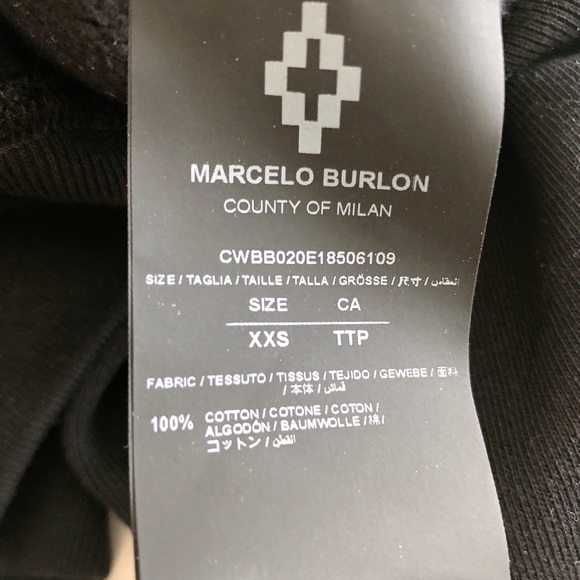 MARCELO BURLON
COUNTY OF MILAN
CWBB020E18506109
SIZE / TAGLIA / TAILLE / TALLA / GRÖSSE / 尺寸 / المقاس
SIZE CA
XXS TTP
FABRIC / TESSUTO / TISSUS / TEJIDO / GEWEBE / 面料
/ 本体 / قماش
100% COTTON / COTONE / COTON /
ALGODÓN / BAUMWOLLE / 棉 /
コットン / القطن